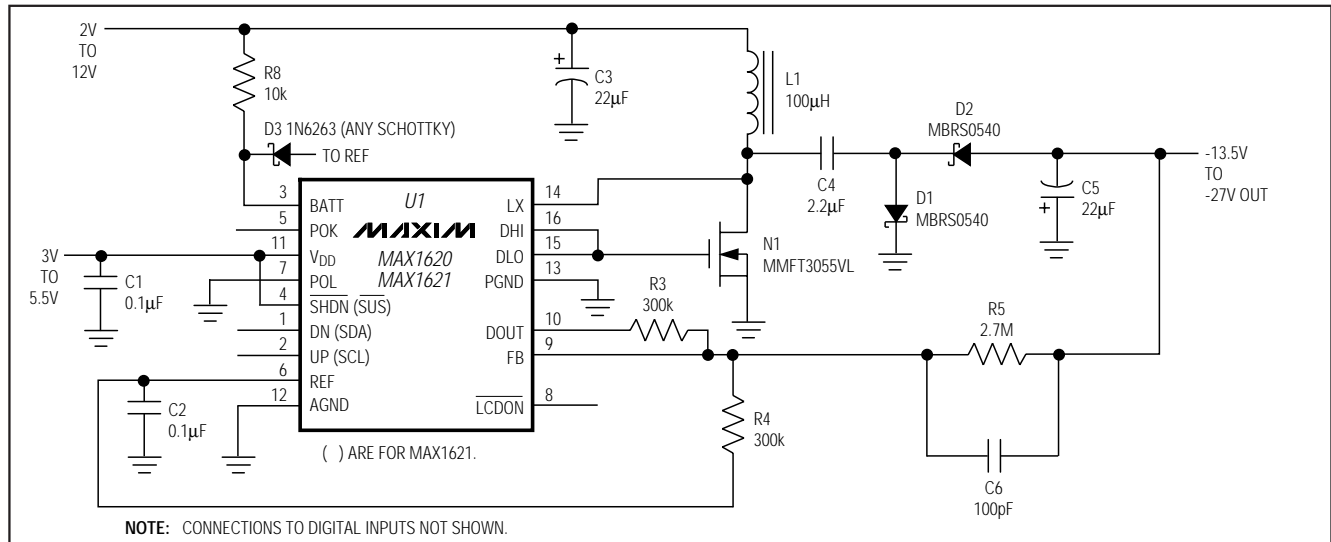 2V
TO
12V
R8
10k
C3
22µF
+
L1
100µH
D3 1N6263 (ANY SCHOTTKY)
TO REF
D2
MBRS0540
-13.5V
TO
-27V OUT
C4
2.2µF
D1
MBRS0540
C5
22µF
+
3
BATT
5
POK
11
VDD
7
POL
4
SHDN (SUS)
1
DN (SDA)
2
UP (SCL)
6
REF
12
AGND
U1
MAXIM
MAX1620
MAX1621
14
LX
16
DHI
15
DLO
13
PGND
10
DOUT
9
FB
8
LCDON
3V
TO
5.5V
C1
0.1µF
N1
MMFT3055VL
R3
300k
R5
2.7M
C2
0.1µF
R4
300k
C6
100pF
( ) ARE FOR MAX1621.
NOTE: CONNECTIONS TO DIGITAL INPUTS NOT SHOWN.